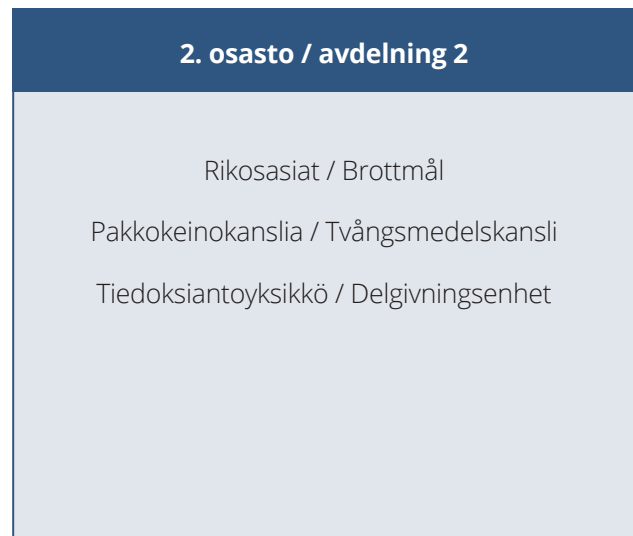 2. osasto / avdelning 2
Rikosasiat / Brottmål
Pakkokeinokanslia / Tvångsmedelskansli
Tiedoksiantoyksikkö / Delgivningsenhet